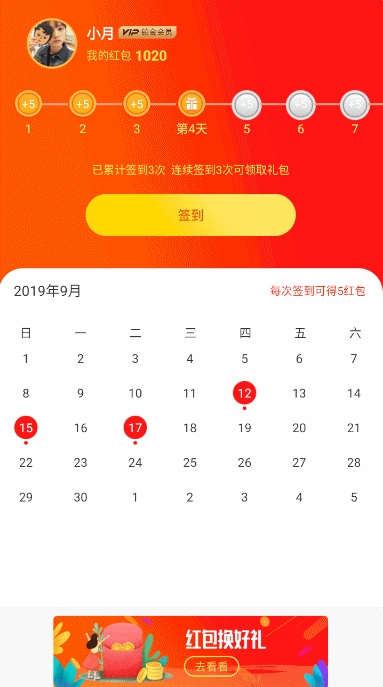 小月 VIP 铂金会员
我的红包 1020
+5 +5 +5 +5 +5 +5
1 2 3 第4天 5 6 7
已累计签到3次 连续签到3次可领取礼包
签到
2019年9月 每次签到可得5红包
日 一 二 三 四 五 六
1 2 3 4 5 6 7
8 9 10 11 12 13 14
15 16 17 18 19 20 21
22 23 24 25 26 27 28
29 30 1 2 3 4 5
红包换好礼
去看看